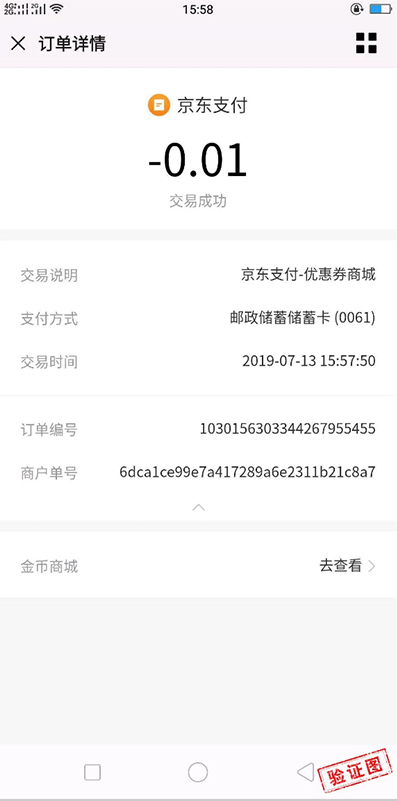 4G 2G 2G 15:58
订单详情
京东支付
-0.01
交易成功
交易说明 京东支付-优惠券商城
支付方式 邮政储蓄储蓄卡 (0061)
交易时间 2019-07-13 15:57:50
订单编号 1030156303344267955455
商户单号 6dca1ce99e7a417289a6e2311b21c8a7
金币商城 去查看
验证图